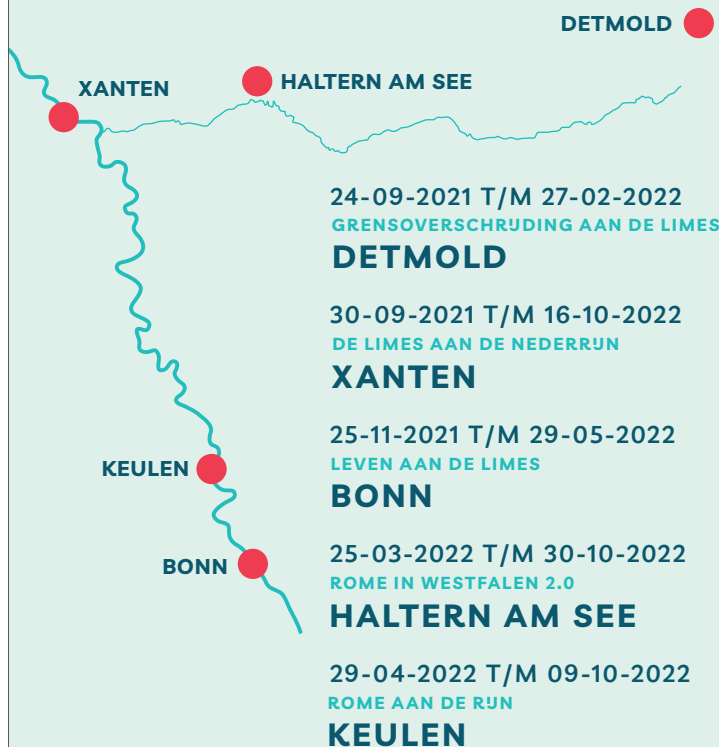 DETMOLD
XANTEN
HALTERN AM SEE
24-09-2021 T/M 27-02-2022
GRENSOVERSCHRIJDING AAN DE LIMES
DETMOLD
30-09-2021 T/M 16-10-2022
DE LIMES AAN DE NEDERRIJN
XANTEN
25-11-2021 T/M 29-05-2022
LEVEN AAN DE LIMES
BONN
KEULEN
BONN
25-03-2022 T/M 30-10-2022
ROME IN WESTFALEN 2.0
HALTERN AM SEE
29-04-2022 T/M 09-10-2022
ROME AAN DE RIJN
KEULEN